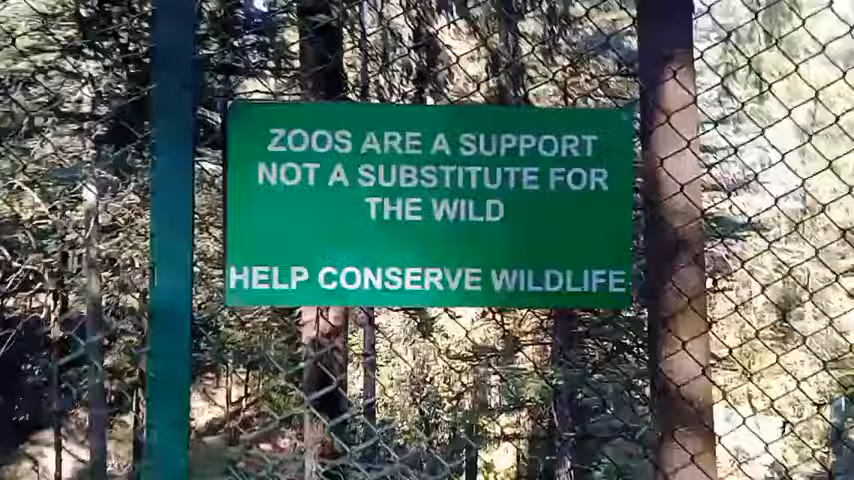 ZOOS ARE A SUPPORT
NOT A SUBSTITUTE FOR
THE WILD
HELP CONSERVE WILDLIFE